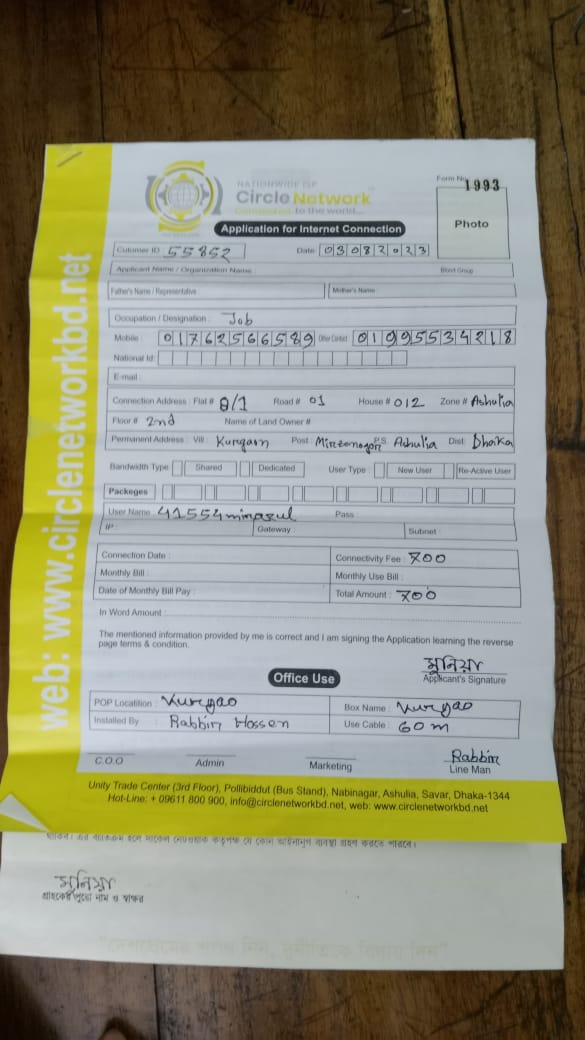 NATIONWIDE ISP
Circle Network
Connected to the world...
Form No. 1993
Photo
Application for Internet Connection
Cutomer ID 55852 Date: 03082023
Applicant Name / Organization Name: Blood Group
Father's Name / Representative Mother's Name
Occupation / Designation : Job
Mobile : 01762566589 Other Contact 01995534218
National Id:
E-mail :
Connection Address : Flat # 8/1 Road # 01 House # 012 Zone # Ashulia
Floor # 2nd Name of Land Owner #
Permanent Address : Vill : Kurgaon Post : Mirzanagor P.S. Ashulia Dist: Dhaka
Bandwidth Type Shared Dedicated User Type : New User Re-Active User
Packeges
User Name : 41554minazul Pass :
IP : Gateway : Subnet :
Connection Date : Connectivity Fee : 700
Monthly Bill : Monthly Use Bill :
Date of Monthly Bill Pay : Total Amount : 700
In Word Amount :
The mentioned information provided by me is correct and I am signing the Application learning the reverse
page terms & condition.
মুনিয়া
Applicant's Signature
Office Use
POP Locatition : Kurgao Box Name : Kurgao
Installed By : Rabbin Hossen Use Cable : 60m
Rabbin
C.O.O Admin Marketing Line Man
Unity Trade Center (3rd Floor), Pollibiddut (Bus Stand), Nabinagar, Ashulia, Savar, Dhaka-1344
Hot-Line: + 09611 800 900, info@circlenetworkbd.net, web: www.circlenetworkbd.net
web: www.circlenetworkbd.net
মুনিয়া
গ্রাহকের পুরো নাম ও স্বাক্ষর